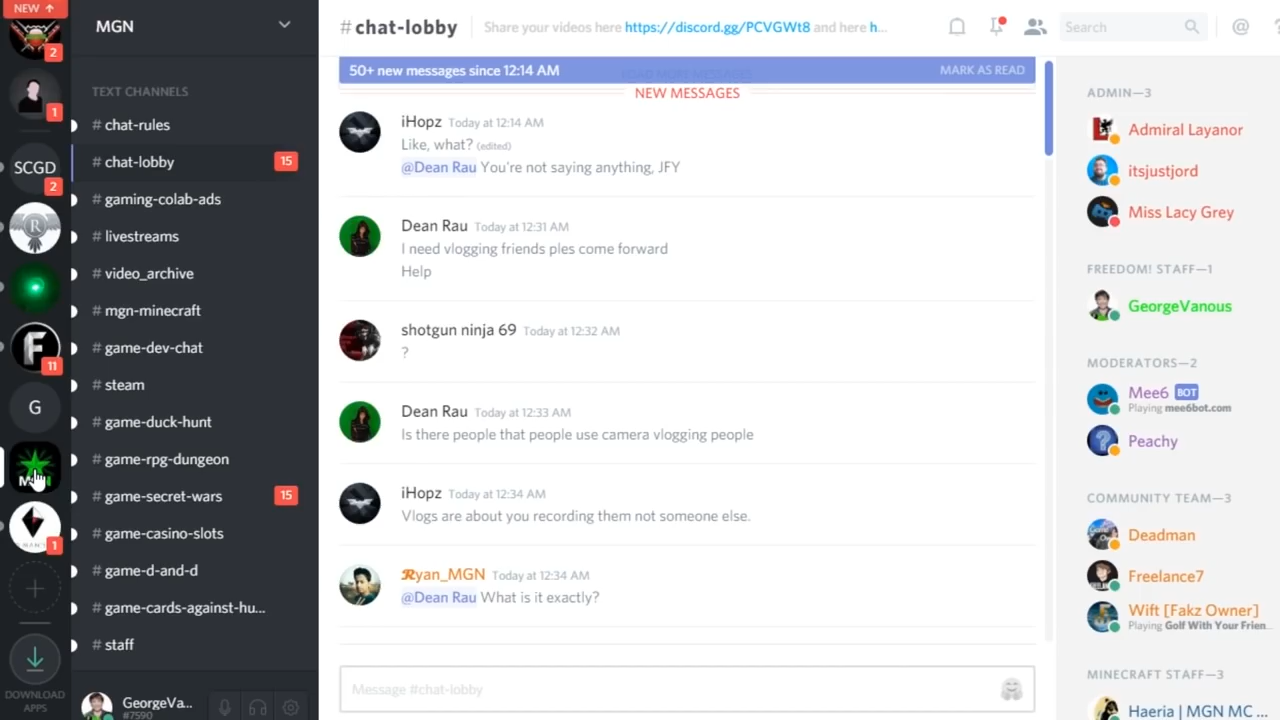 NEW ↑
2
1
SCGD
2
R
F
11
G
1
DOWNLOAD
APPS
MGN
TEXT CHANNELS
# chat-rules
# chat-lobby 15
# gaming-colab-ads
# livestreams
# video_archive
# mgn-minecraft
# game-dev-chat
# steam
# game-duck-hunt
# game-rpg-dungeon
# game-secret-wars 15
# game-casino-slots
# game-d-and-d
# game-cards-against-hu...
# staff
GeorgeVa...
#7590
# chat-lobby Share your videos here https://discord.gg/PCVGWt8 and here h...
Search
50+ new messages since 12:14 AM MARK AS READ
NEW MESSAGES
iHopz Today at 12:14 AM
Like, what? (edited)
@Dean Rau You're not saying anything, JFY
Dean Rau Today at 12:31 AM
I need vlogging friends ples come forward
Help
shotgun ninja 69 Today at 12:32 AM
?
Dean Rau Today at 12:33 AM
Is there people that people use camera vlogging people
iHopz Today at 12:34 AM
Vlogs are about you recording them not someone else.
Ryan_MGN Today at 12:34 AM
@Dean Rau What is it exactly?
Message #chat-lobby
ADMIN—3
Admiral Layanor
itsjustjord
Miss Lacy Grey
FREEDOM! STAFF—1
GeorgeVanous
MODERATORS—2
Mee6 BOT
Playing mee6bot.com
Peachy
COMMUNITY TEAM—3
Deadman
Freelance7
Wift [Fakz Owner]
Playing Golf With Your Frien...
MINECRAFT STAFF—3
Haeria | MGN MC ...